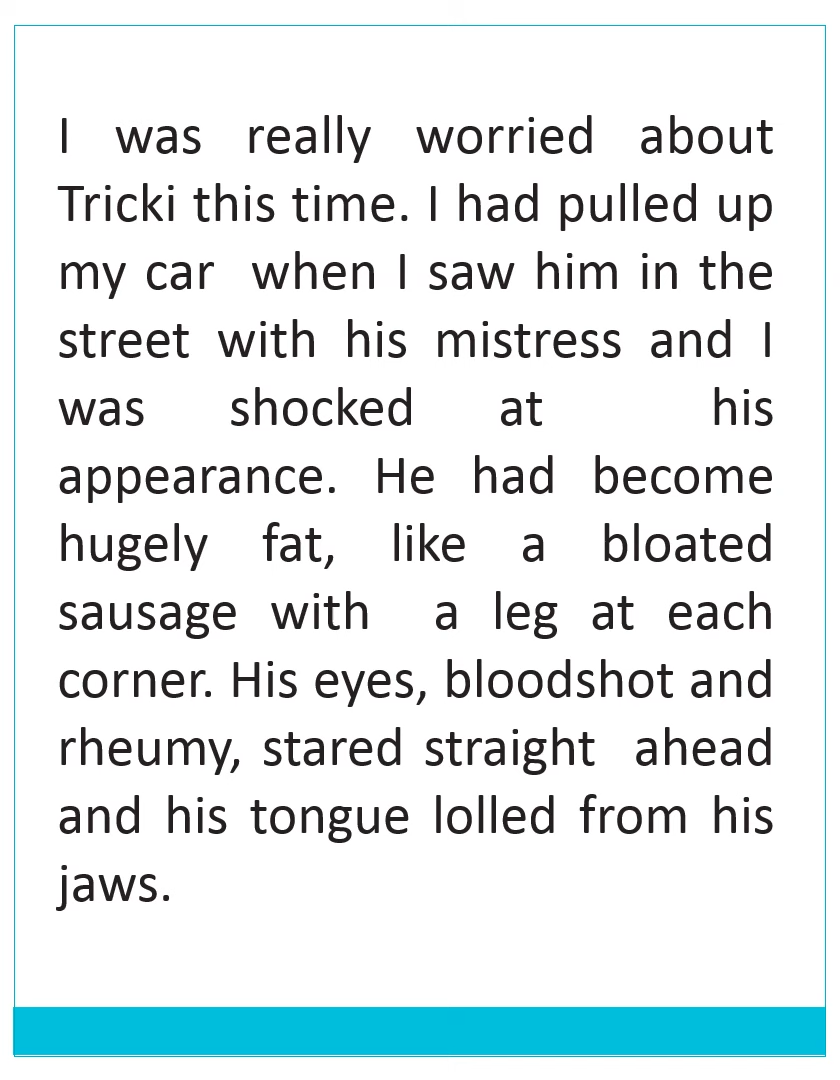 I was really worried about
Tricki this time. I had pulled up
my car when I saw him in the
street with his mistress and I
was shocked at his
appearance. He had become
hugely fat, like a bloated
sausage with a leg at each
corner. His eyes, bloodshot and
rheumy, stared straight ahead
and his tongue lolled from his
jaws.